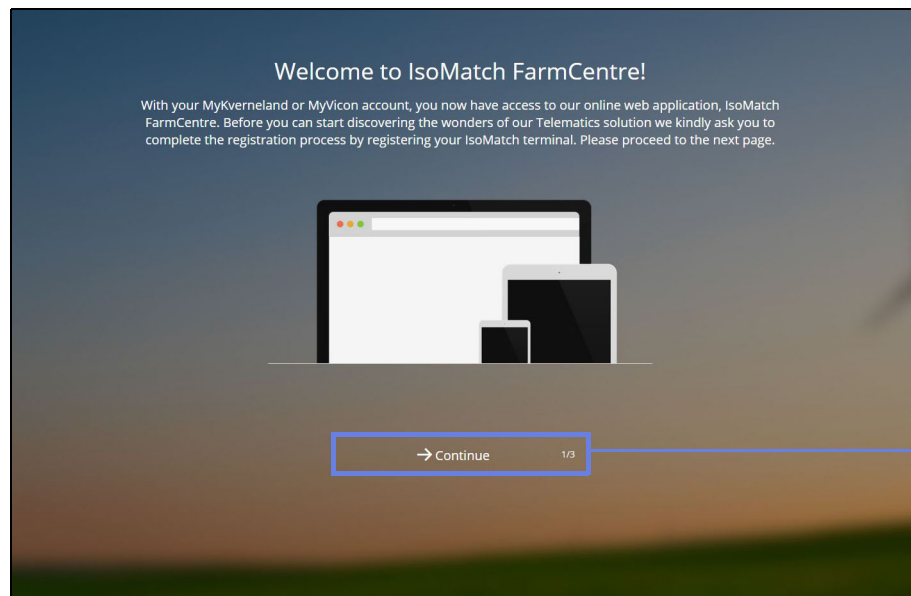 Welcome to IsoMatch FarmCentre!
With your MyKverneland or MyVicon account, you now have access to our online web application, IsoMatch
FarmCentre. Before you can start discovering the wonders of our Telematics solution we kindly ask you to
complete the registration process by registering your IsoMatch terminal. Please proceed to the next page.
Continue 1/3